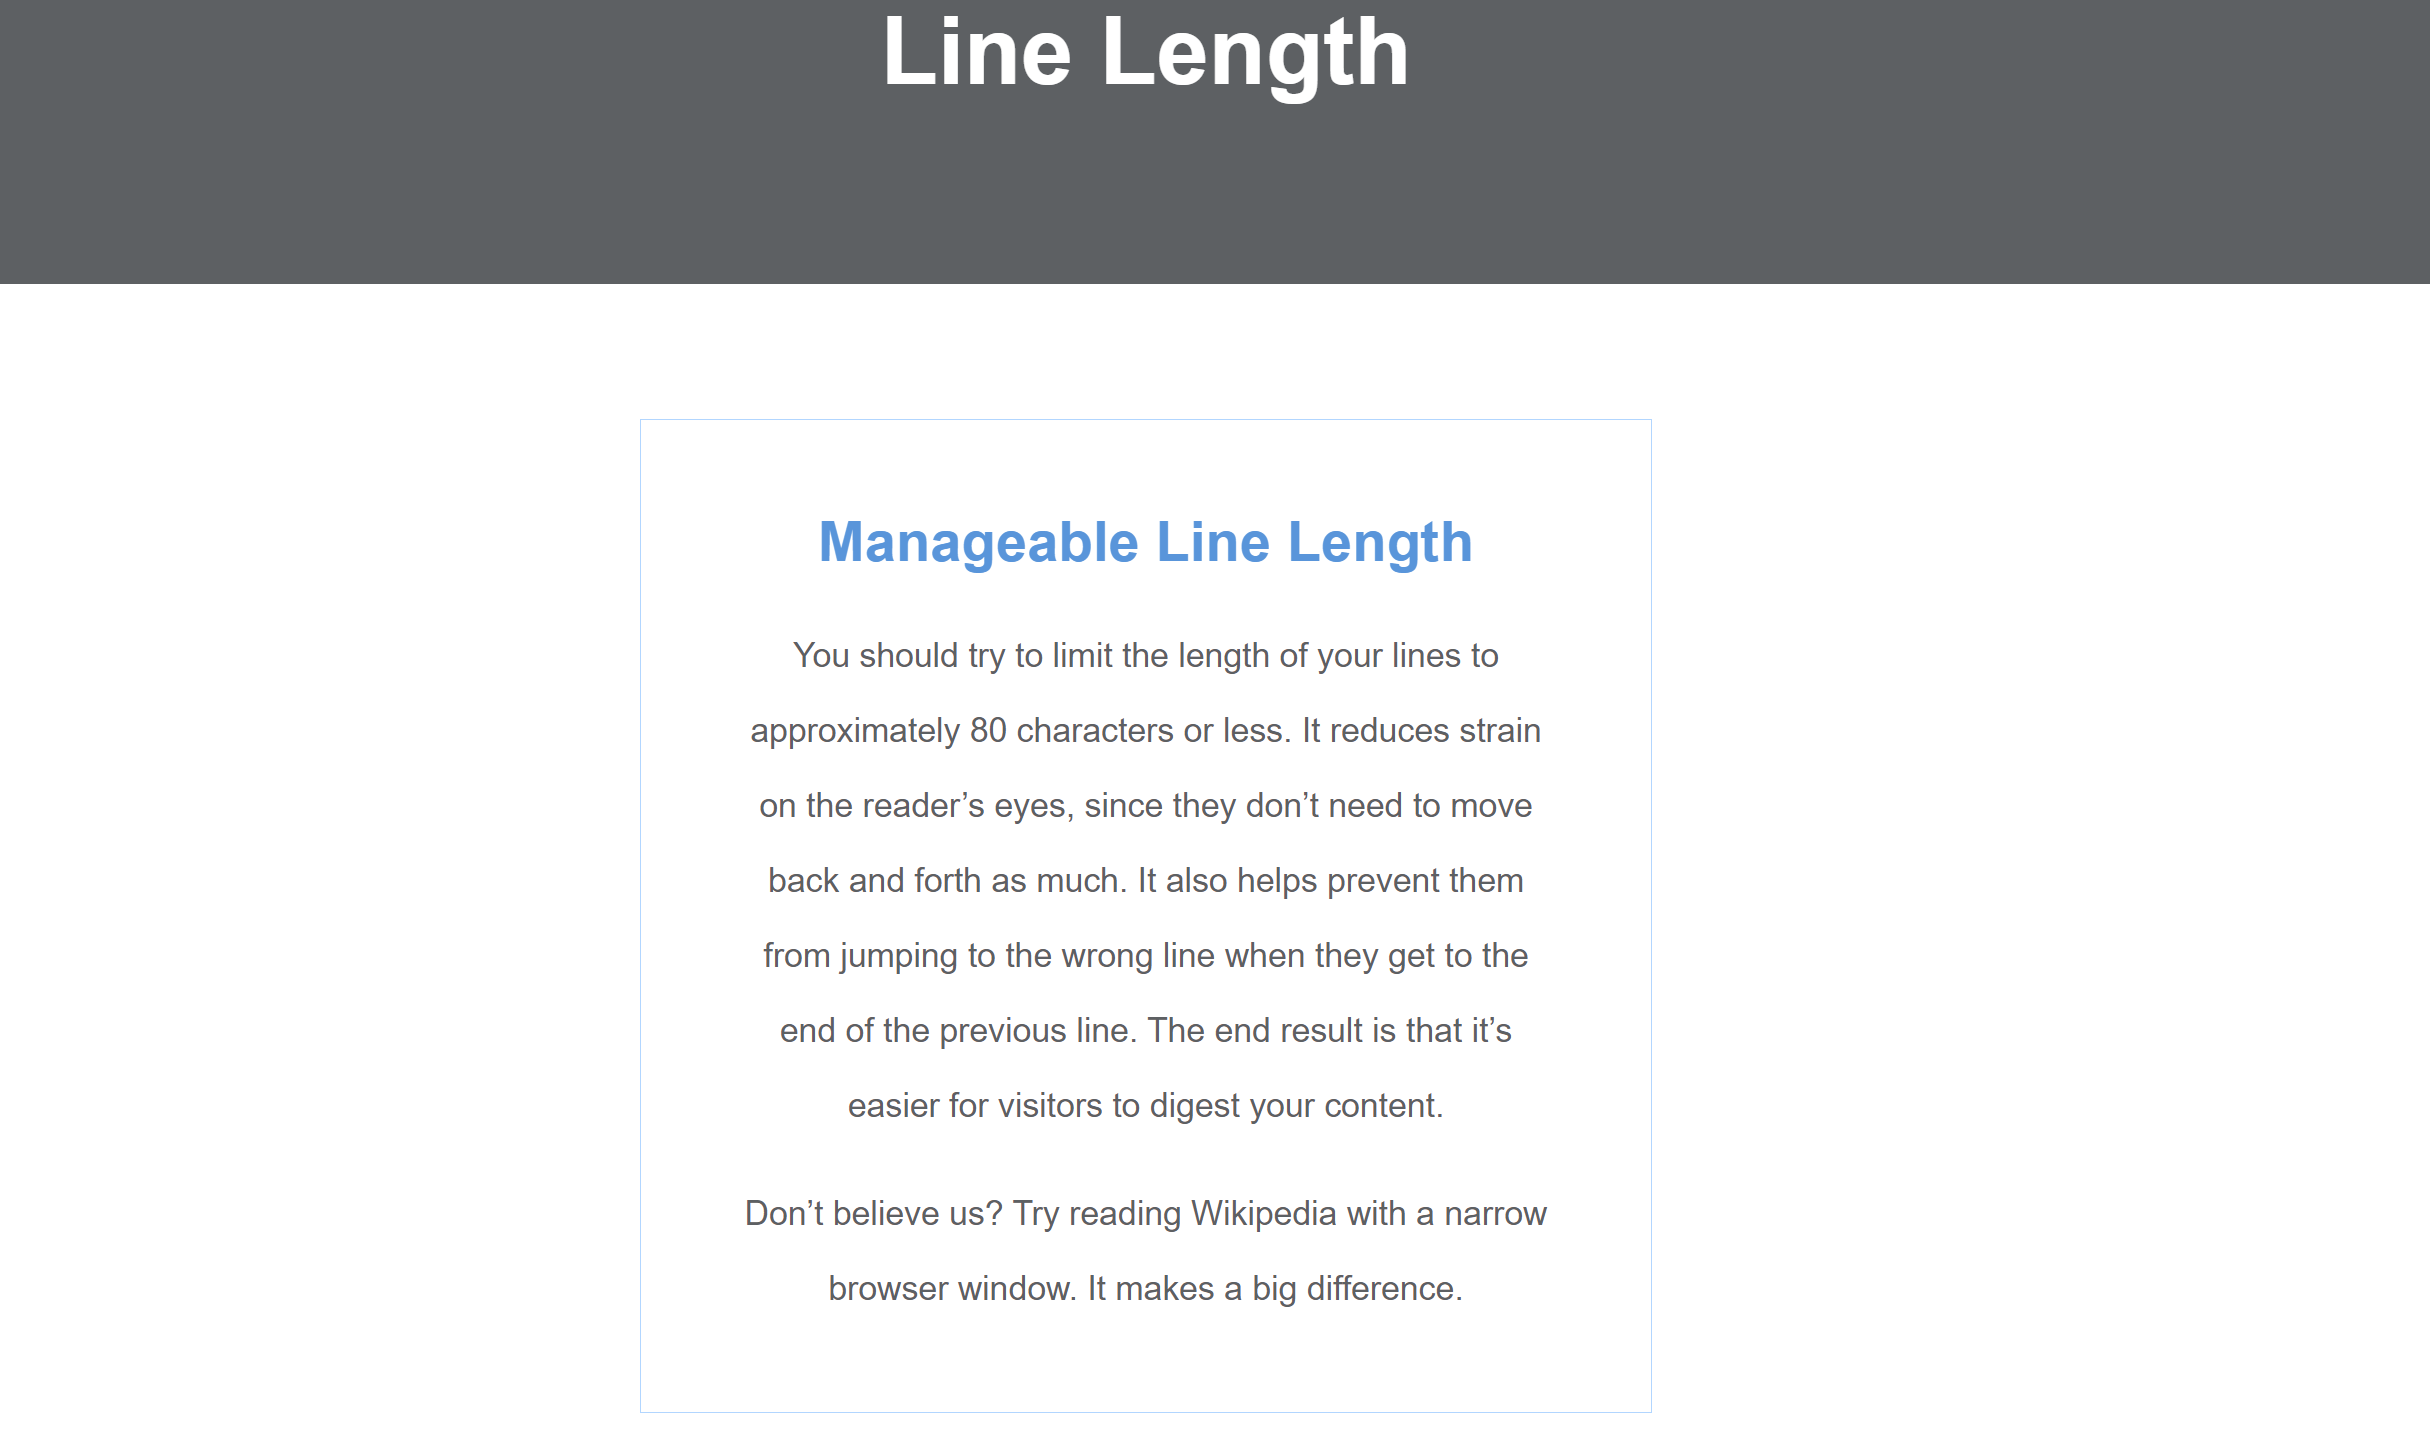 Line Length
Manageable Line Length
You should try to limit the length of your lines to
approximately 80 characters or less. It reduces strain
on the reader’s eyes, since they don’t need to move
back and forth as much. It also helps prevent them
from jumping to the wrong line when they get to the
end of the previous line. The end result is that it’s
easier for visitors to digest your content.
Don’t believe us? Try reading Wikipedia with a narrow
browser window. It makes a big difference.